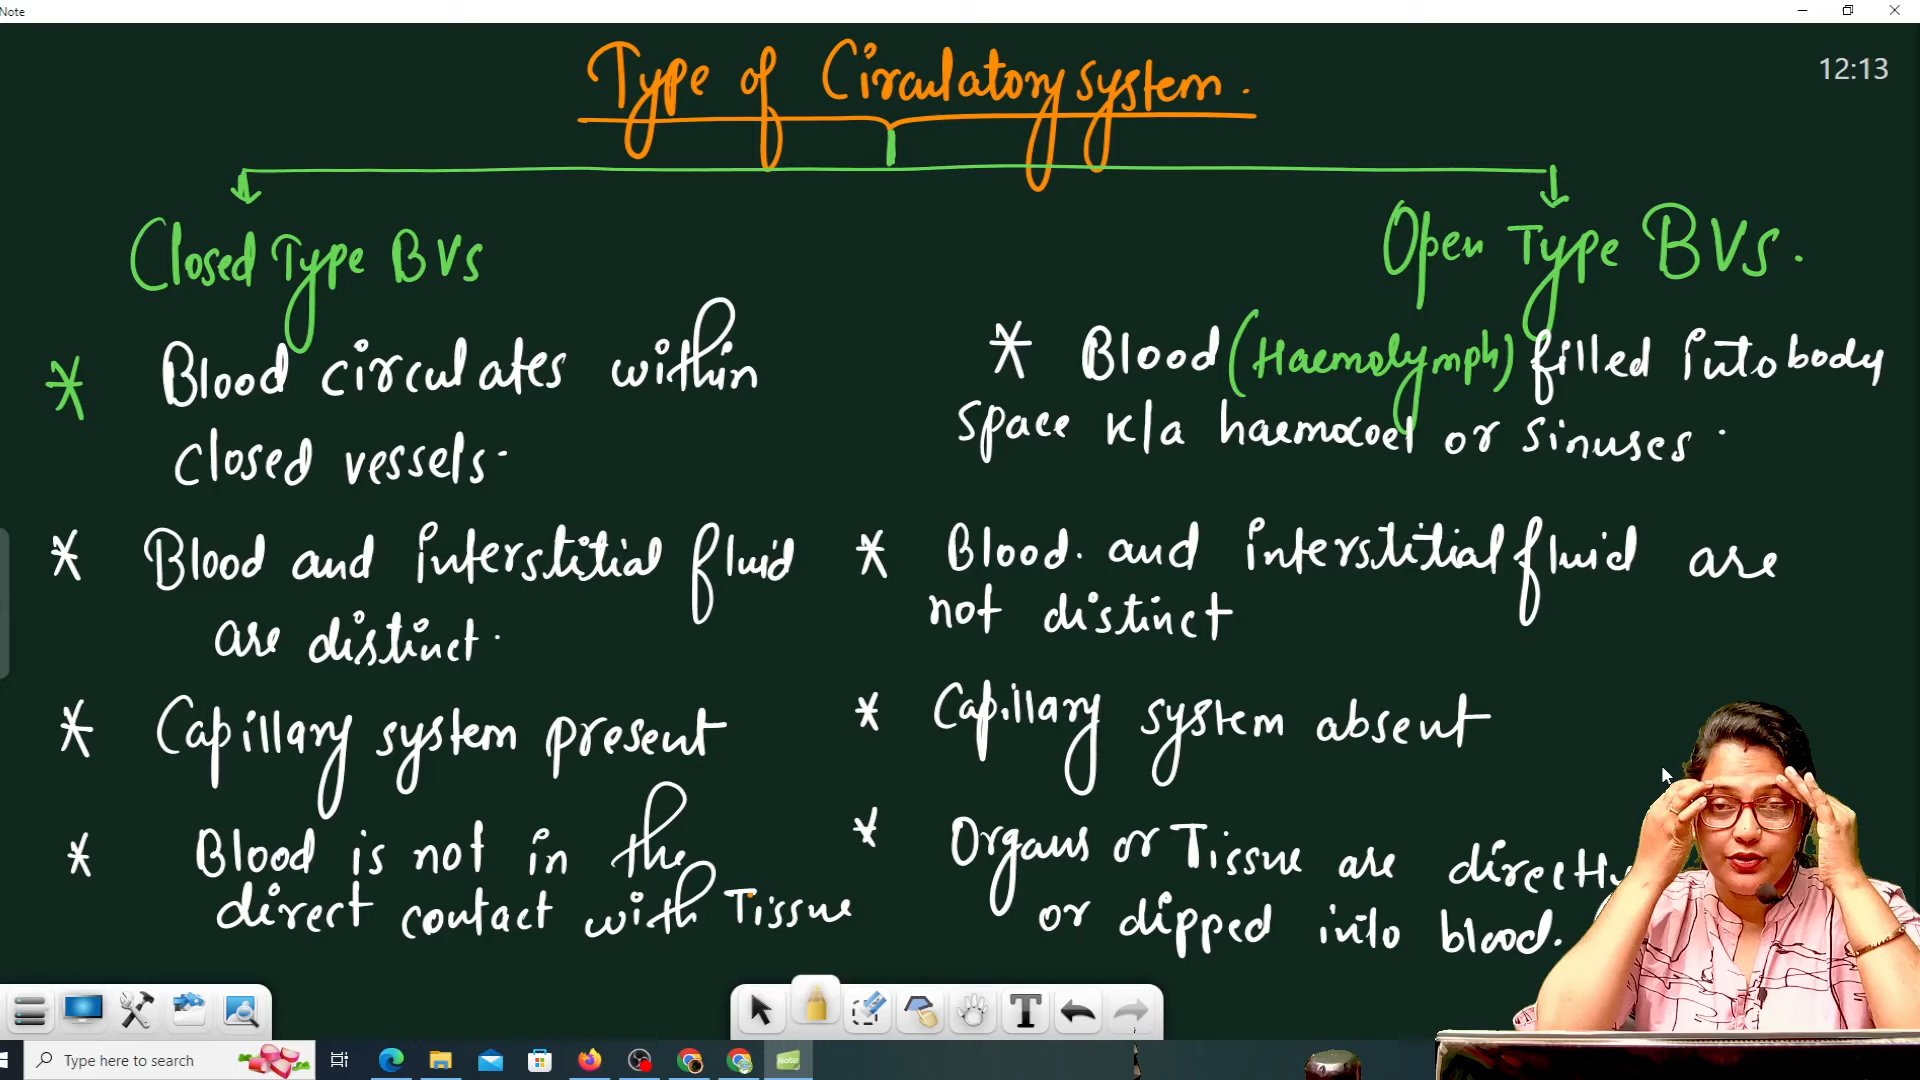 Note
12:13
Type of Circulatory system.
Closed Type BVs
* Blood circulates within
closed vessels.
* Blood and interstitial fluid
are distinct.
* Capillary system present
* Blood is not in the
direct contact with Tissue
Open Type BVs.
* Blood (Haemolymph) filled into body
space k/a haemocoel or sinuses.
* Blood. and interstitial fluid are
not distinct
* Capillary system absent
* Organs or Tissue are directly
or dipped into blood.
T
Type here to search
Note